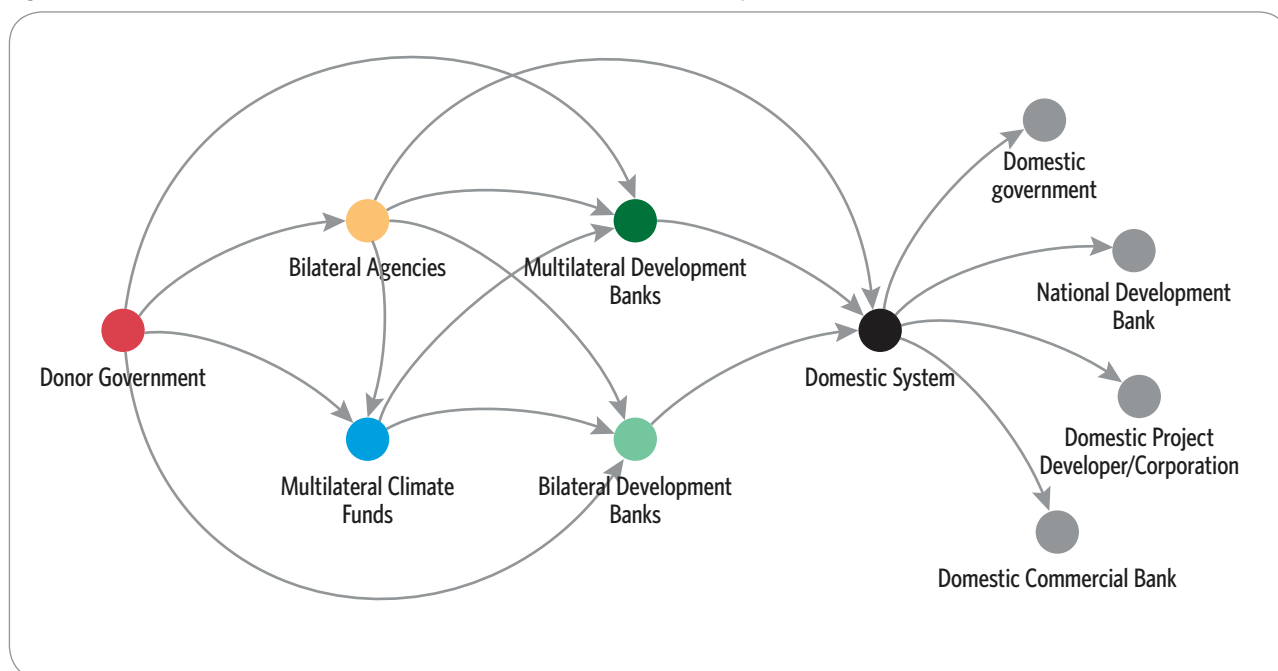 Domestic
government
Bilateral Agencies
Multilateral Development
Banks
National Development
Bank
Donor Government
Domestic System
Domestic Project
Developer/Corporation
Multilateral Climate
Funds
Bilateral Development
Banks
Domestic Commercial Bank